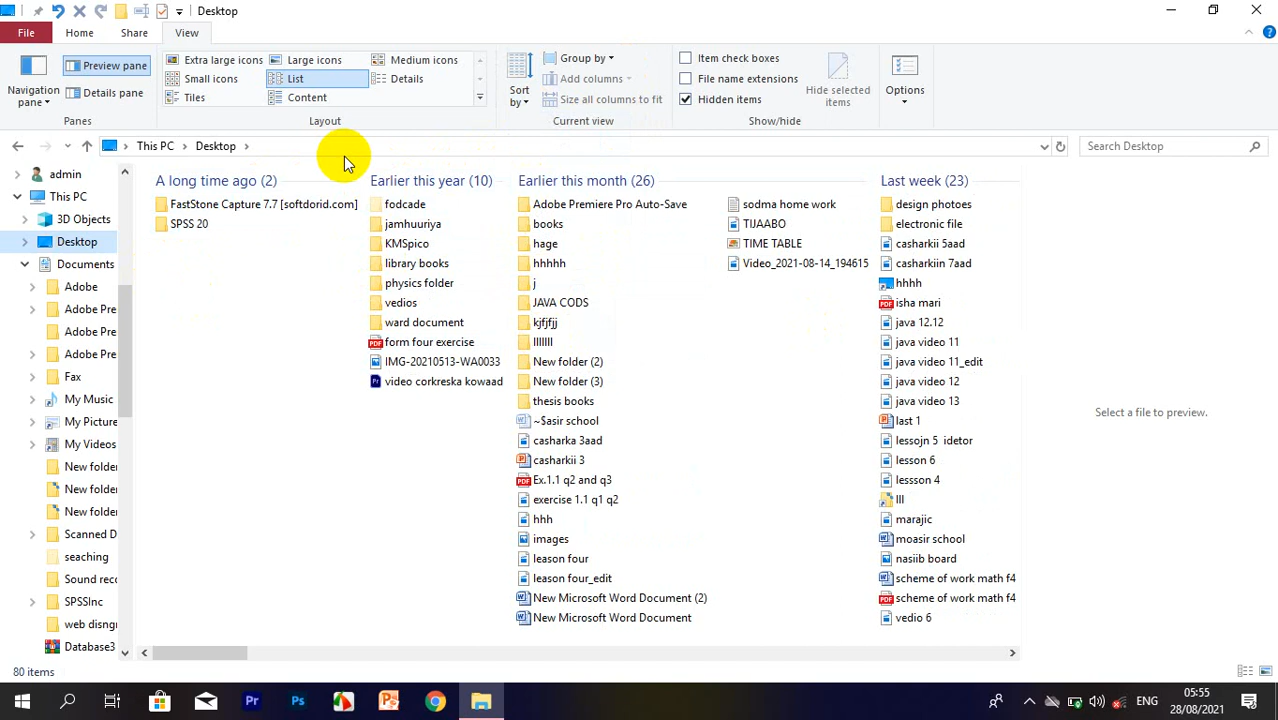 Desktop
File Home Share View
Navigation pane
Preview pane
Details pane
Panes
Extra large icons
Large icons
Medium icons
Small icons
List
Details
Tiles
Content
Layout
Sort by
Group by
Add columns
Size all columns to fit
Current view
Item check boxes
File name extensions
Hidden items
Hide selected items
Show/hide
Options
This PC > Desktop >
Search Desktop
admin
This PC
3D Objects
Desktop
Documents
Adobe
Adobe Pre
Adobe Pre
Adobe Pre
Fax
My Music
My Picture
My Videos
New folder
New folder
New folder
Scanned D
seaching
Sound reco
SPSSInc
web disngr
Database3
A long time ago (2)
FastStone Capture 7.7 [softdorid.com]
SPSS 20
Earlier this year (10)
fodcade
jamhuuriya
KMSpico
library books
physics folder
vedios
ward document
form four exercise
IMG-20210513-WA0033
video corkreska kowaad
Earlier this month (26)
Adobe Premiere Pro Auto-Save
books
hage
hhhhh
j
JAVA CODS
kjfjfjj
lllllll
New folder (2)
New folder (3)
thesis books
~$asir school
casharka 3aad
casharkii 3
Ex.1.1 q2 and q3
exercise 1.1 q1 q2
hhh
images
leason four
leason four_edit
New Microsoft Word Document (2)
New Microsoft Word Document
sodma home work
TIJAABO
TIME TABLE
Video_2021-08-14_194615
Last week (23)
design photoes
electronic file
casharkii 5aad
casharkiin 7aad
hhhh
isha mari
java 12.12
java video 11
java video 11_edit
java video 12
java video 13
last 1
lessojn 5 idetor
lesson 6
lessson 4
lll
marajic
moasir school
nasiib board
scheme of work math f4
scheme of work math f4
vedio 6
Select a file to preview.
80 items
ENG
05:55
28/08/2021